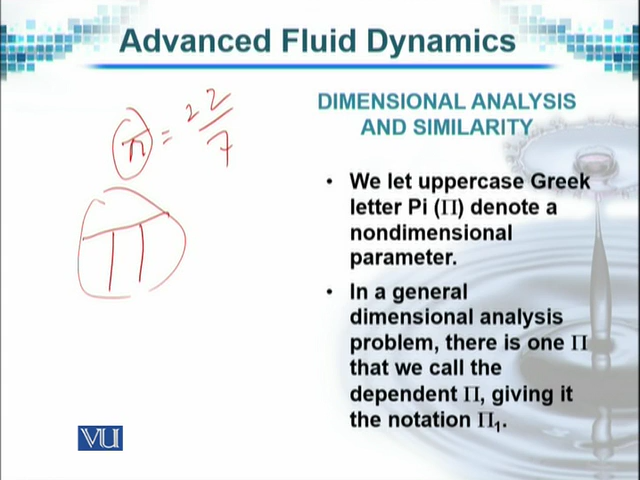 Advanced Fluid Dynamics
π = 22/7
Π
DIMENSIONAL ANALYSIS
AND SIMILARITY
• We let uppercase Greek
letter Pi (Π) denote a
nondimensional
parameter.
• In a general
dimensional analysis
problem, there is one Π
that we call the
dependent Π, giving it
the notation Π₁.
VU